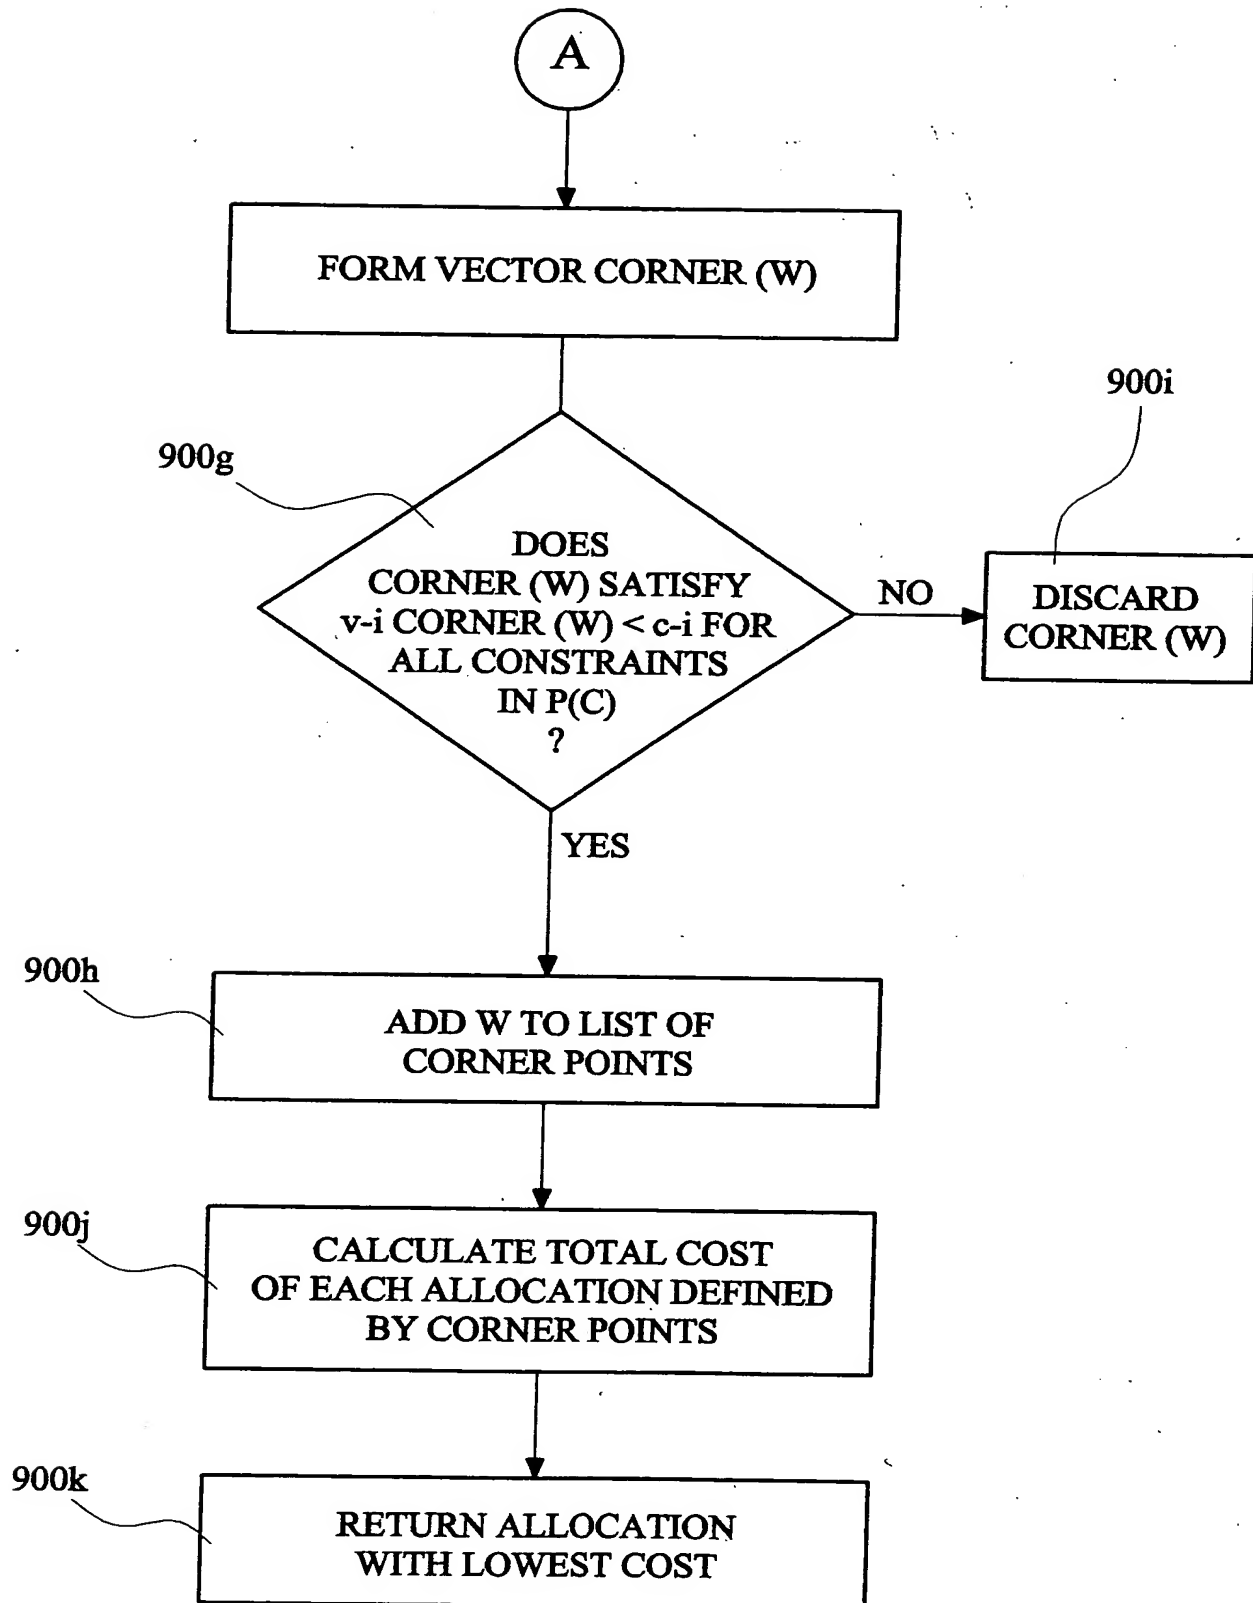 A
FORM VECTOR CORNER (W)
900i
900g
DOES
CORNER (W) SATISFY
v-i CORNER (W) < c-i FOR
ALL CONSTRAINTS
IN P(C)
?
NO
DISCARD
CORNER (W)
YES
900h
ADD W TO LIST OF
CORNER POINTS
900j
CALCULATE TOTAL COST
OF EACH ALLOCATION DEFINED
BY CORNER POINTS
900k
RETURN ALLOCATION
WITH LOWEST COST